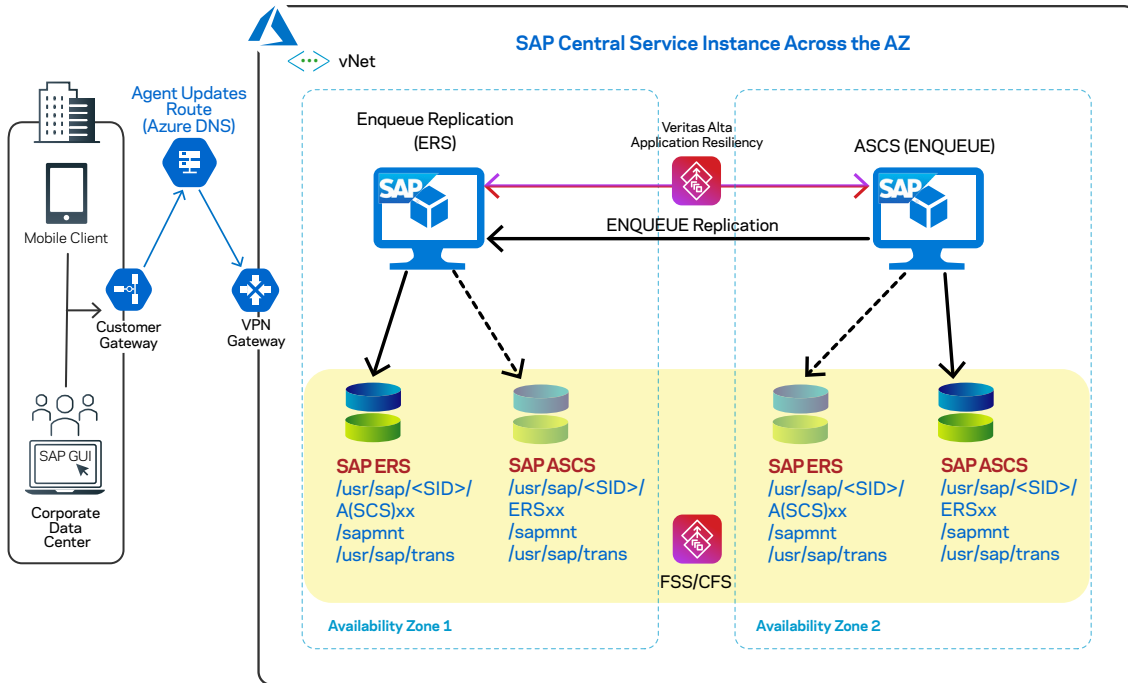 SAP Central Service Instance Across the AZ
vNet
Agent Updates
Route
(Azure DNS)
Mobile Client
Customer
Gateway
VPN
Gateway
SAP GUI
Corporate
Data
Center
Enqueue Replication
(ERS)
SAP
Veritas Alta
Application Resiliency
ASCS (ENQUEUE)
SAP
ENQUEUE Replication
SAP ERS
/usr/sap/<SID>/
A(SCS)xx
/sapmnt
/usr/sap/trans
SAP ASCS
/usr/sap/<SID>/
ERSxx
/sapmnt
/usr/sap/trans
FSS/CFS
SAP ERS
/usr/sap/<SID>/
A(SCS)xx
/sapmnt
/usr/sap/trans
SAP ASCS
/usr/sap/<SID>/
ERSxx
/sapmnt
/usr/sap/trans
Availability Zone 1
Availability Zone 2